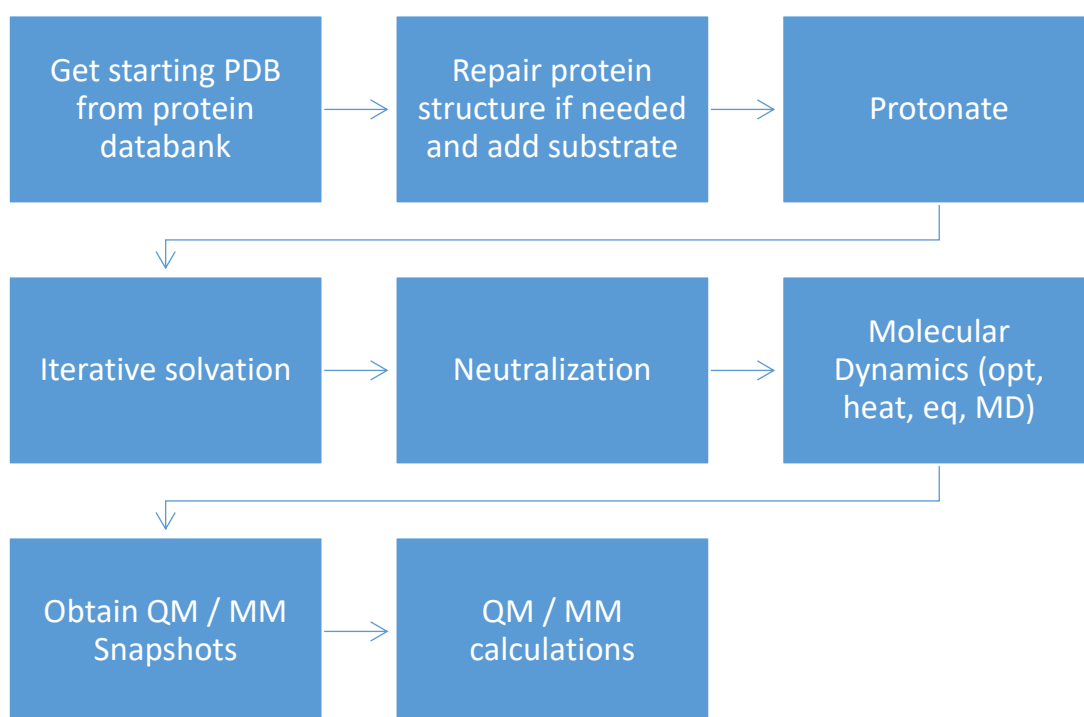 Get starting PDB
from protein
databank
Repair protein
structure if needed
and add substrate
Protonate
Iterative solvation
Neutralization
Molecular
Dynamics (opt,
heat, eq, MD)
Obtain QM / MM
Snapshots
QM / MM
calculations